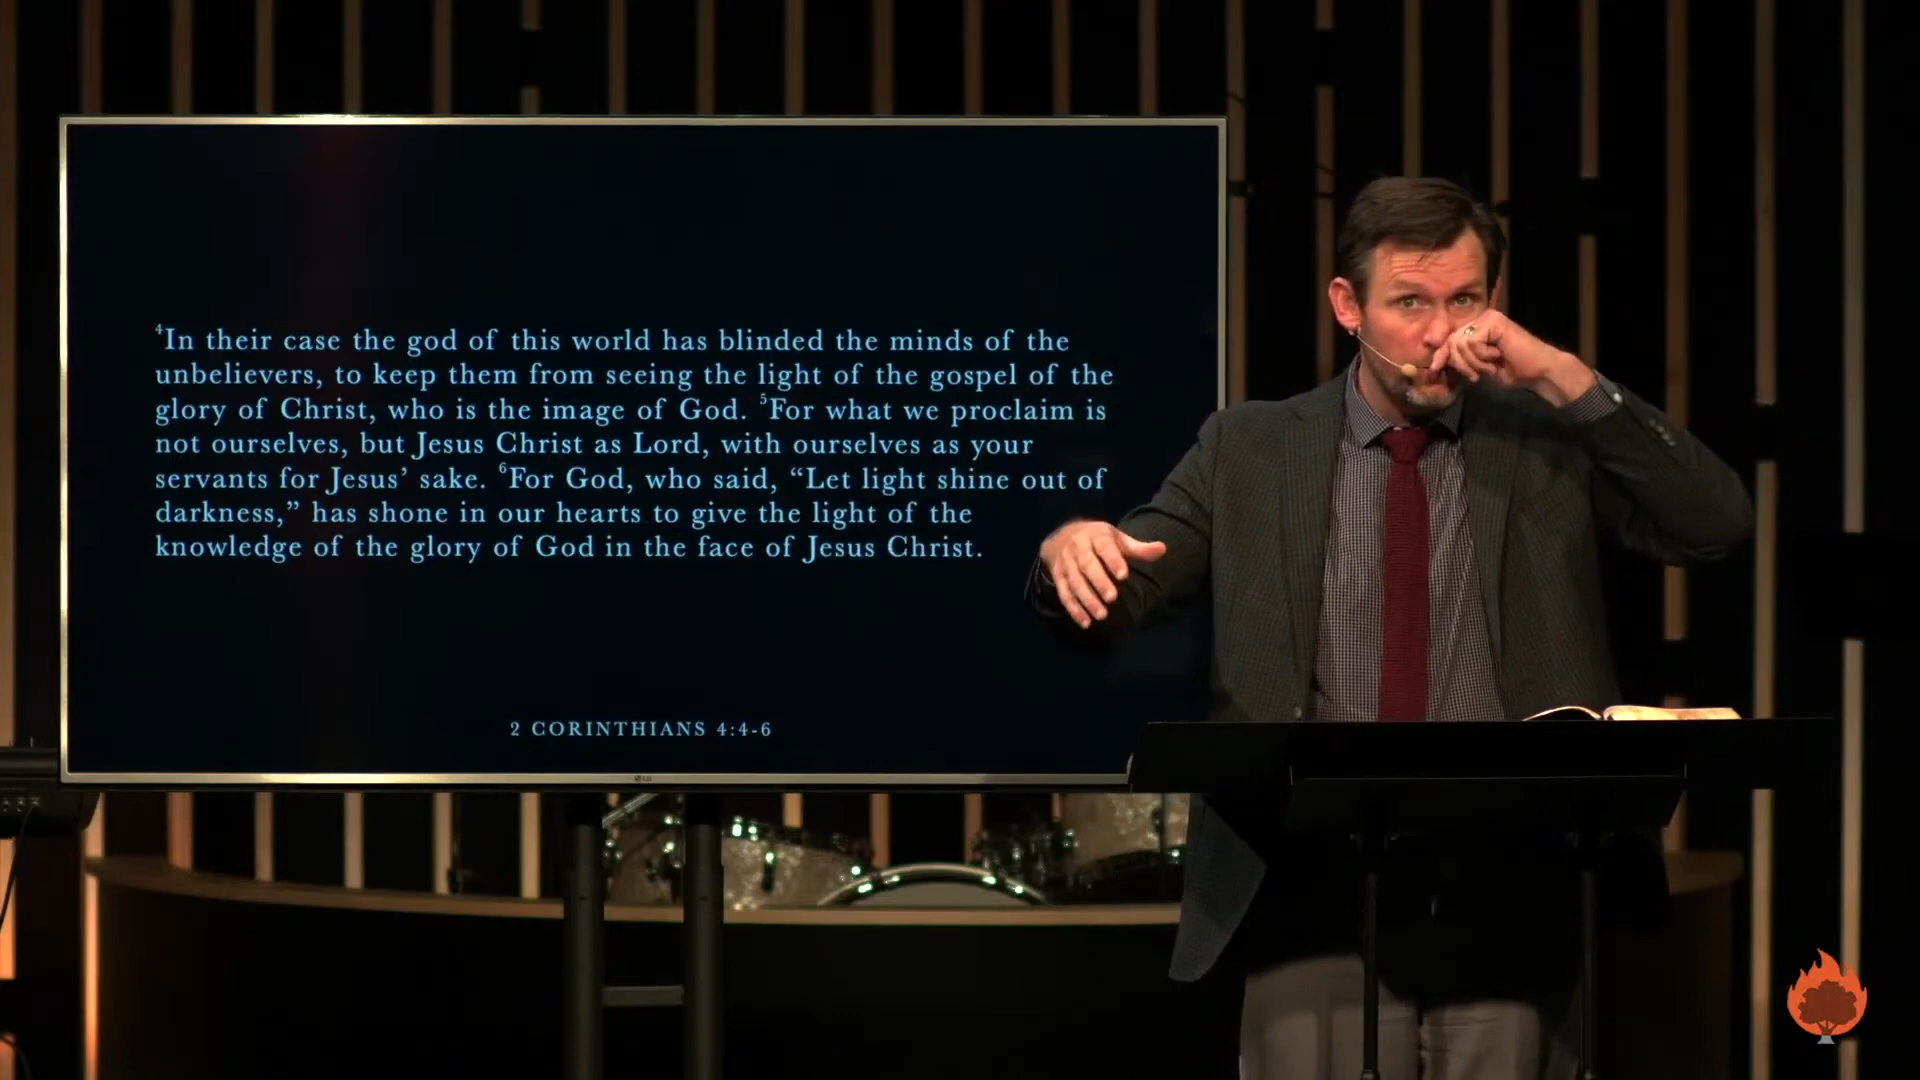 ⁴In their case the god of this world has blinded the minds of the
unbelievers, to keep them from seeing the light of the gospel of the
glory of Christ, who is the image of God. ⁵For what we proclaim is
not ourselves, but Jesus Christ as Lord, with ourselves as your
servants for Jesus’ sake. ⁶For God, who said, “Let light shine out of
darkness,” has shone in our hearts to give the light of the
knowledge of the glory of God in the face of Jesus Christ.
2 CORINTHIANS 4:4-6
LG